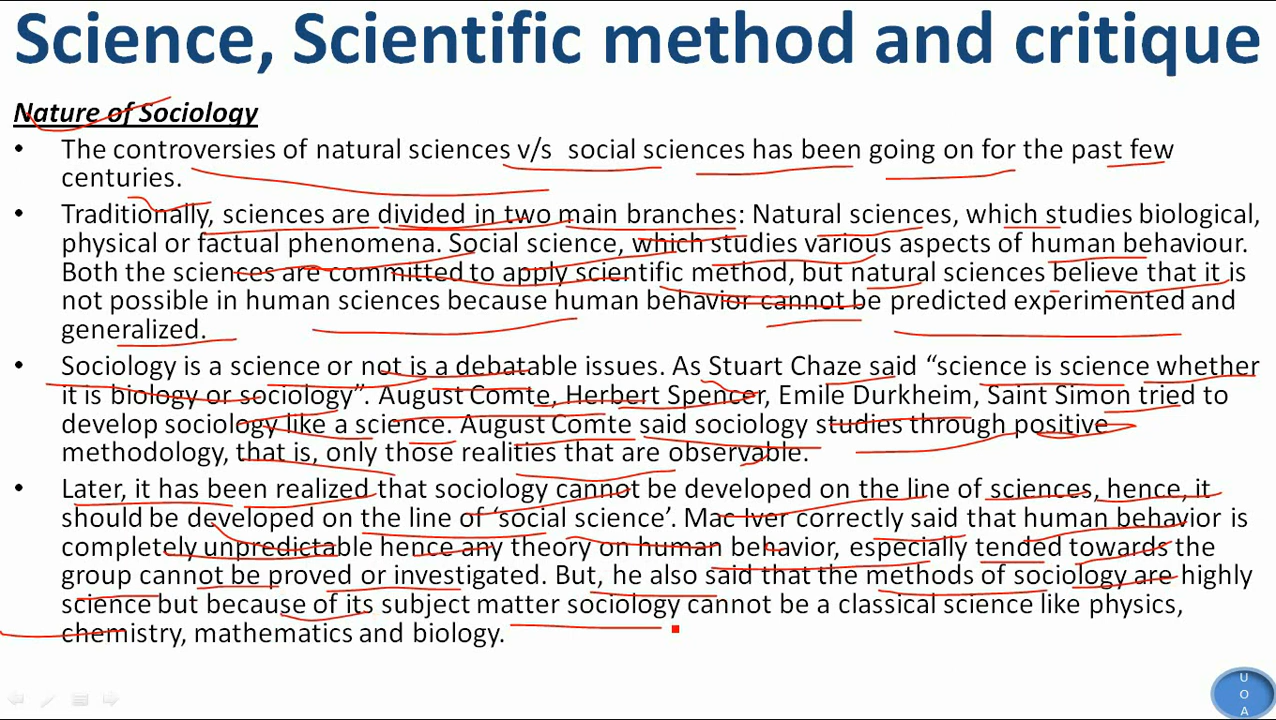 Science, Scientific method and critique
Nature of Sociology
• The controversies of natural sciences v/s social sciences has been going on for the past few
centuries.
• Traditionally, sciences are divided in two main branches: Natural sciences, which studies biological,
physical or factual phenomena. Social science, which studies various aspects of human behaviour.
Both the sciences are committed to apply scientific method, but natural sciences believe that it is
not possible in human sciences because human behavior cannot be predicted experimented and
generalized.
• Sociology is a science or not is a debatable issues. As Stuart Chaze said “science is science whether
it is biology or sociology”. August Comte, Herbert Spencer, Emile Durkheim, Saint Simon tried to
develop sociology like a science. August Comte said sociology studies through positive
methodology, that is, only those realities that are observable.
• Later, it has been realized that sociology cannot be developed on the line of sciences, hence, it
should be developed on the line of ‘social science’. Mac Iver correctly said that human behavior is
completely unpredictable hence any theory on human behavior, especially tended towards the
group cannot be proved or investigated. But, he also said that the methods of sociology are highly
science but because of its subject matter sociology cannot be a classical science like physics,
chemistry, mathematics and biology.
U
O
A